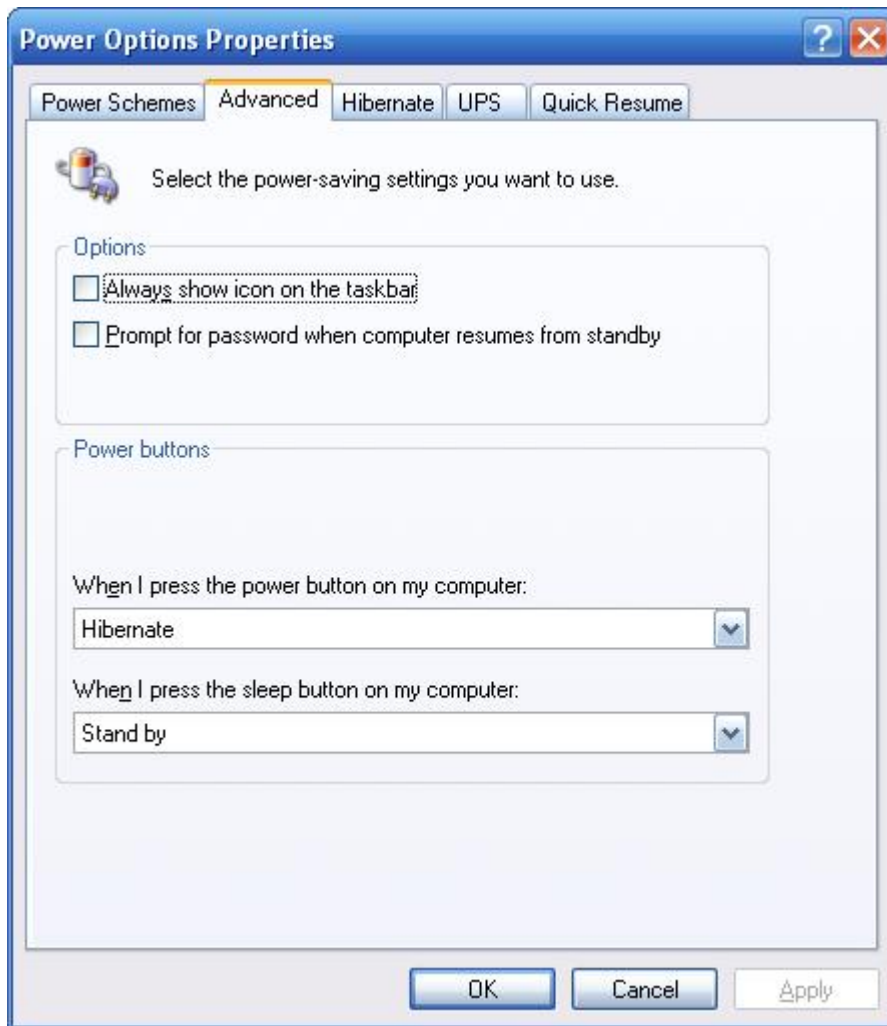 Power Options Properties
Power Schemes Advanced Hibernate UPS Quick Resume
Select the power-saving settings you want to use.
Options
Always show icon on the taskbar
Prompt for password when computer resumes from standby
Power buttons
When I press the power button on my computer:
Hibernate
When I press the sleep button on my computer:
Stand by
OK Cancel Apply